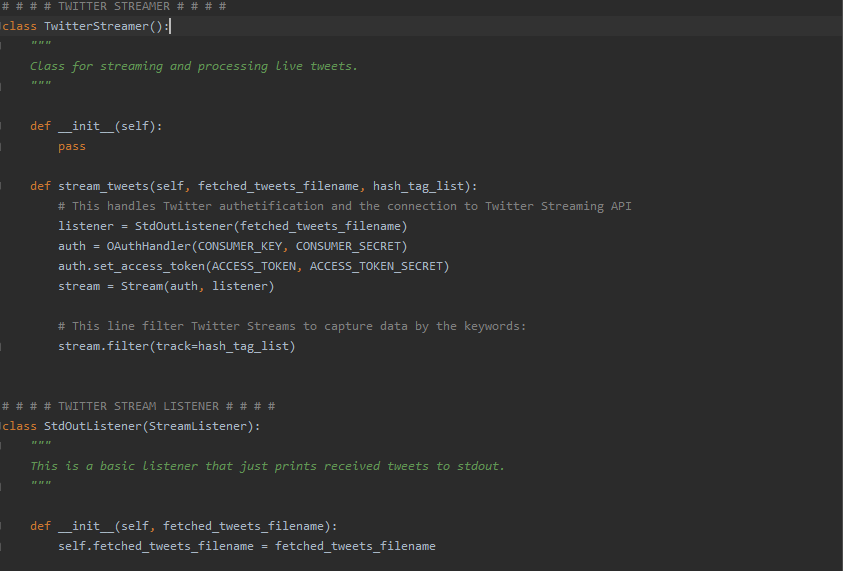 # # # # TWITTER STREAMER # # # #
class TwitterStreamer():
"""
Class for streaming and processing live tweets.
"""
def __init__(self):
pass
def stream_tweets(self, fetched_tweets_filename, hash_tag_list):
# This handles Twitter authetification and the connection to Twitter Streaming API
listener = StdOutListener(fetched_tweets_filename)
auth = OAuthHandler(CONSUMER_KEY, CONSUMER_SECRET)
auth.set_access_token(ACCESS_TOKEN, ACCESS_TOKEN_SECRET)
stream = Stream(auth, listener)
# This line filter Twitter Streams to capture data by the keywords:
stream.filter(track=hash_tag_list)
# # # # TWITTER STREAM LISTENER # # # #
class StdOutListener(StreamListener):
"""
This is a basic listener that just prints received tweets to stdout.
"""
def __init__(self, fetched_tweets_filename):
self.fetched_tweets_filename = fetched_tweets_filename